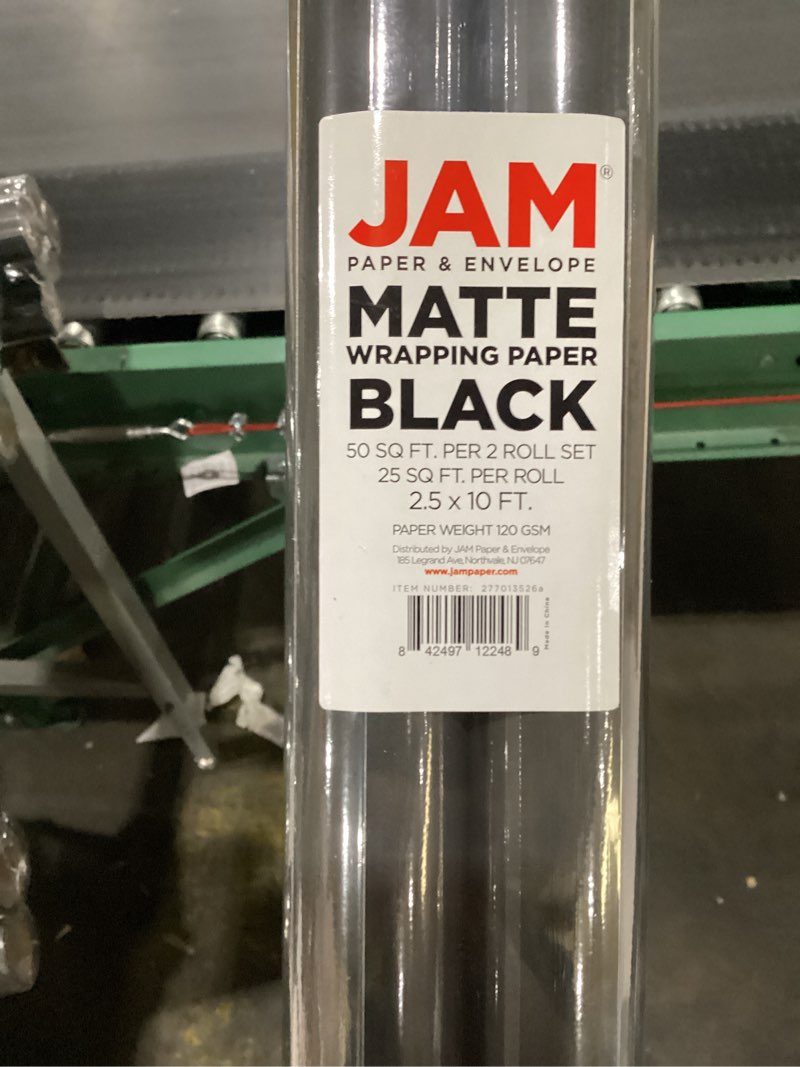 JAM®
PAPER & ENVELOPE
MATTE
WRAPPING PAPER
BLACK
50 SQ FT. PER 2 ROLL SET
25 SQ FT. PER ROLL
2.5 x 10 FT.
PAPER WEIGHT 120 GSM
Distributed by JAM Paper & Envelope
185 Legrand Ave, Northvale, NJ 07647
www.jampaper.com
ITEM NUMBER: 277013526a
8 42497 12248 9
Made in China